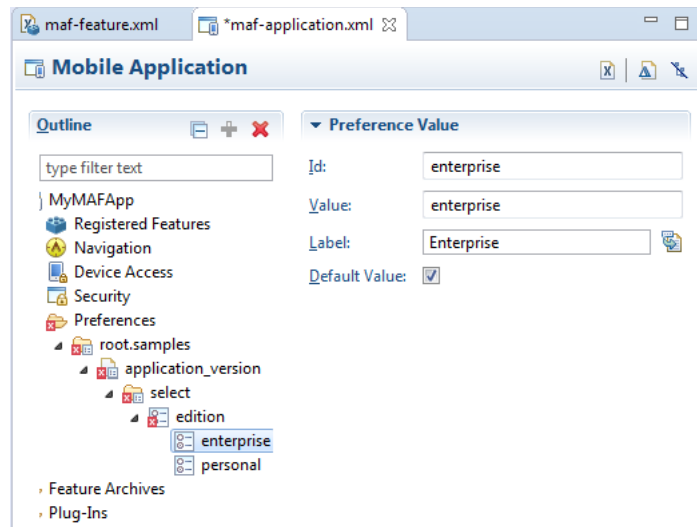 maf-feature.xml
*maf-application.xml
Mobile Application
Outline
type filter text
MyMAFApp
Registered Features
Navigation
Device Access
Security
Preferences
root.samples
application_version
select
edition
enterprise
personal
Feature Archives
Plug-Ins
Preference Value
Id:
enterprise
Value:
enterprise
Label:
Enterprise
Default Value: